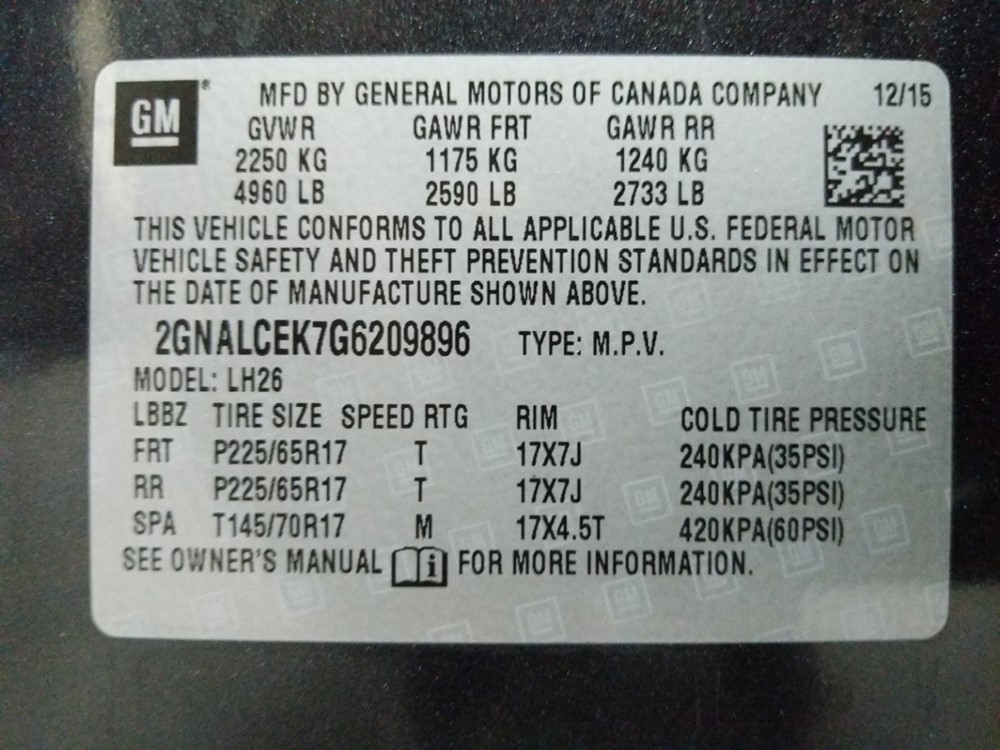 GM® MFD BY GENERAL MOTORS OF CANADA COMPANY 12/15
GVWR GAWR FRT GAWR RR
2250 KG 1175 KG 1240 KG
4960 LB 2590 LB 2733 LB
THIS VEHICLE CONFORMS TO ALL APPLICABLE U.S. FEDERAL MOTOR
VEHICLE SAFETY AND THEFT PREVENTION STANDARDS IN EFFECT ON
THE DATE OF MANUFACTURE SHOWN ABOVE.
2GNALCEK7G6209896 TYPE: M.P.V.
MODEL: LH26
LBBZ TIRE SIZE SPEED RTG RIM COLD TIRE PRESSURE
FRT P225/65R17 T 17X7J 240KPA(35PSI)
RR P225/65R17 T 17X7J 240KPA(35PSI)
SPA T145/70R17 M 17X4.5T 420KPA(60PSI)
SEE OWNER'S MANUAL i FOR MORE INFORMATION.